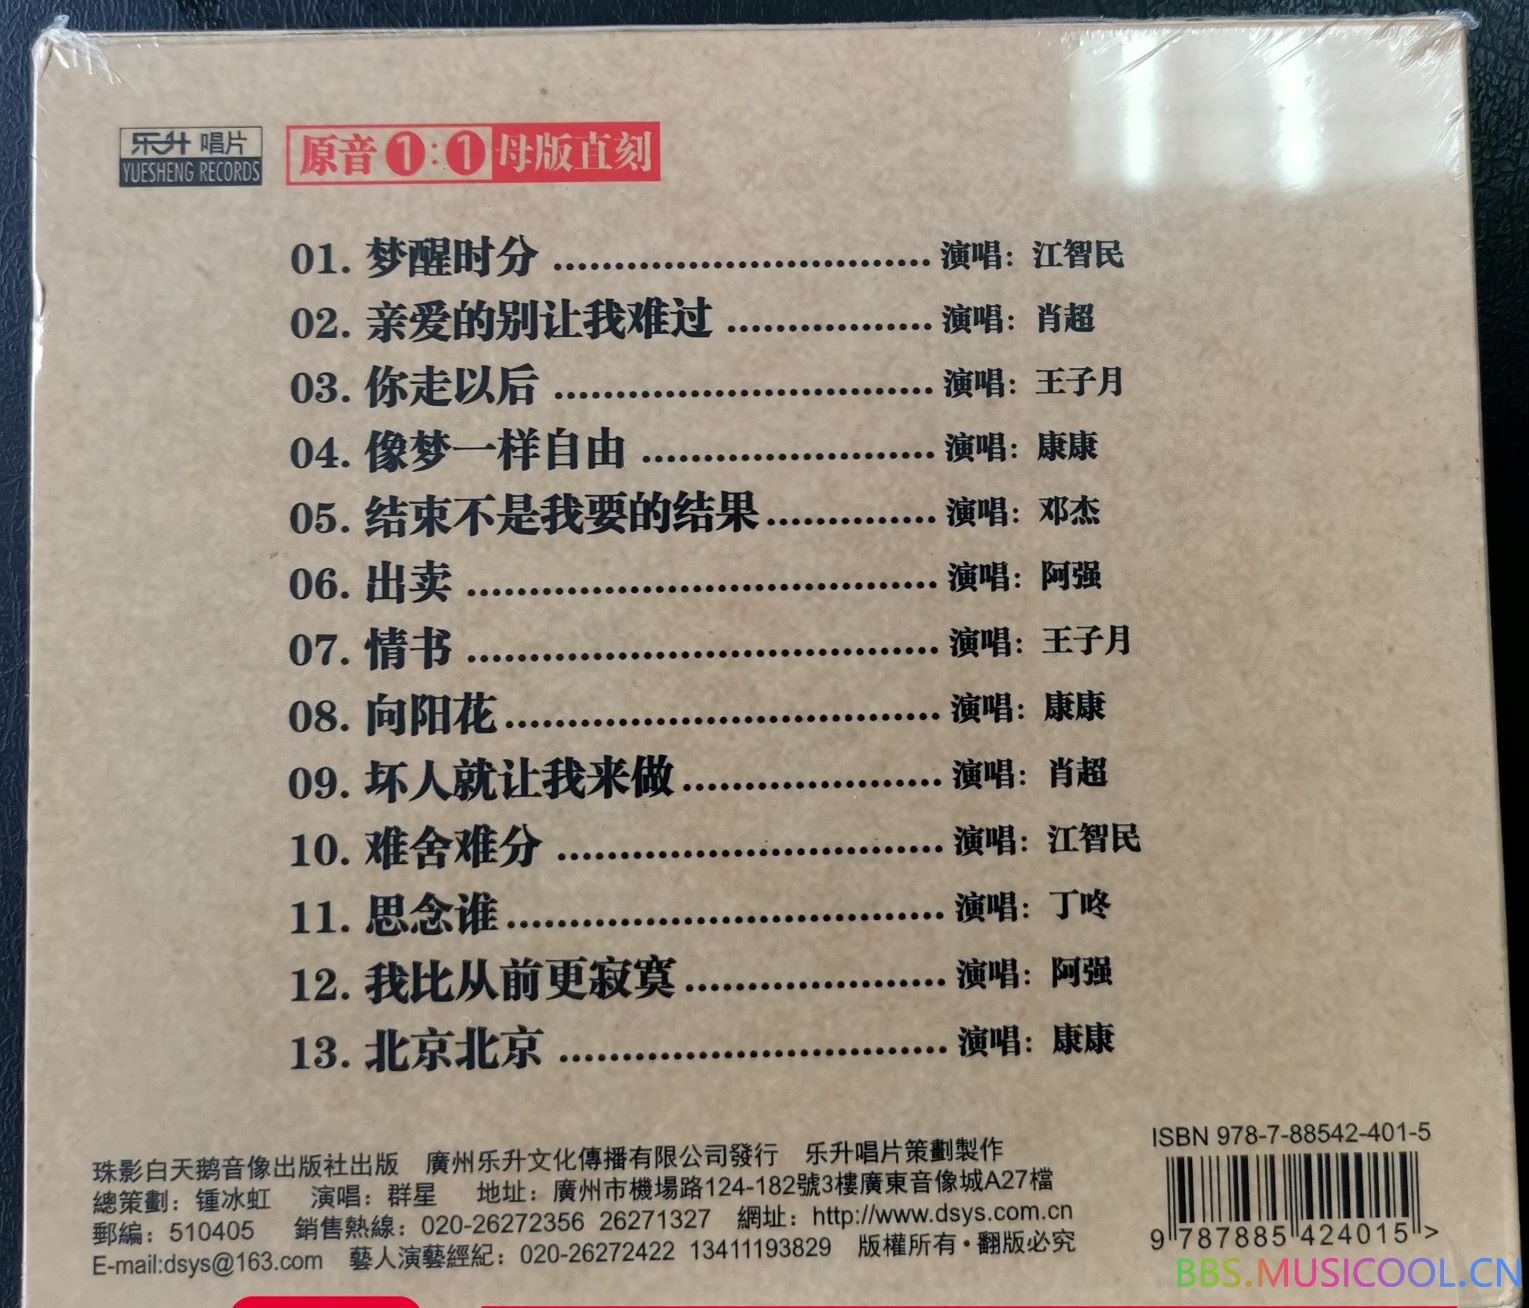 乐升 唱片
YUESHENG RECORDS
原音1:1母版直刻
01. 梦醒时分 .............................. 演唱：江智民
02. 亲爱的别让我难过 ................. 演唱：肖超
03. 你走以后 .............................. 演唱：王子月
04. 像梦一样自由 ....................... 演唱：康康
05. 结束不是我要的结果.............. 演唱：邓杰
06. 出卖 ..................................... 演唱：阿强
07. 情书 ..................................... 演唱：王子月
08. 向阳花................................... 演唱：康康
09. 坏人就让我来做..................... 演唱：肖超
10. 难舍难分 .............................. 演唱：江智民
11. 思念谁................................... 演唱：丁咚
12. 我比从前更寂寞..................... 演唱：阿强
13. 北京北京 .............................. 演唱：康康
珠影白天鹅音像出版社出版 廣州乐升文化傳播有限公司發行 乐升唱片策劃製作
總策劃：锺冰虹 演唱：群星 地址：廣州市機場路124-182號3樓廣東音像城A27檔
郵編：510405 銷售熱線：020-26272356 26271327 網址：http://www.dsys.com.cn
E-mail:dsys@163.com 藝人演藝經紀：020-26272422 13411193829 版權所有·翻版必究
ISBN 978-7-88542-401-5
9 787885 424015 >
BBS.MUSICOOL.CN